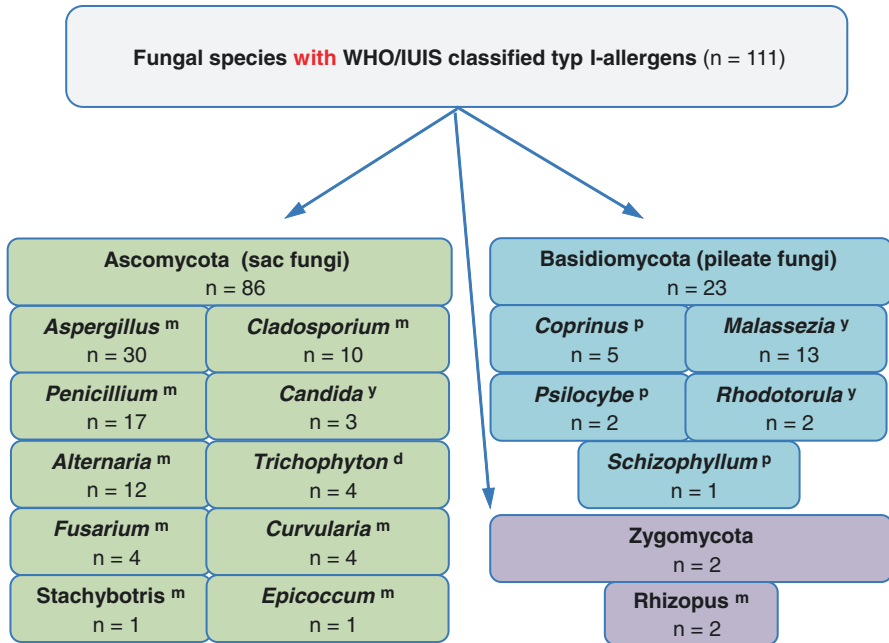 Fungal species with WHO/IUIS classified typ I-allergens (n = 111)
Ascomycota (sac fungi)
n = 86
Aspergillus m
n = 30
Cladosporium m
n = 10
Penicillium m
n = 17
Candida y
n = 3
Alternaria m
n = 12
Trichophyton d
n = 4
Fusarium m
n = 4
Curvularia m
n = 4
Stachybotris m
n = 1
Epicoccum m
n = 1
Basidiomycota (pileate fungi)
n = 23
Coprinus p
n = 5
Malassezia y
n = 13
Psilocybe p
n = 2
Rhodotorula y
n = 2
Schizophyllum p
n = 1
Zygomycota
n = 2
Rhizopus m
n = 2